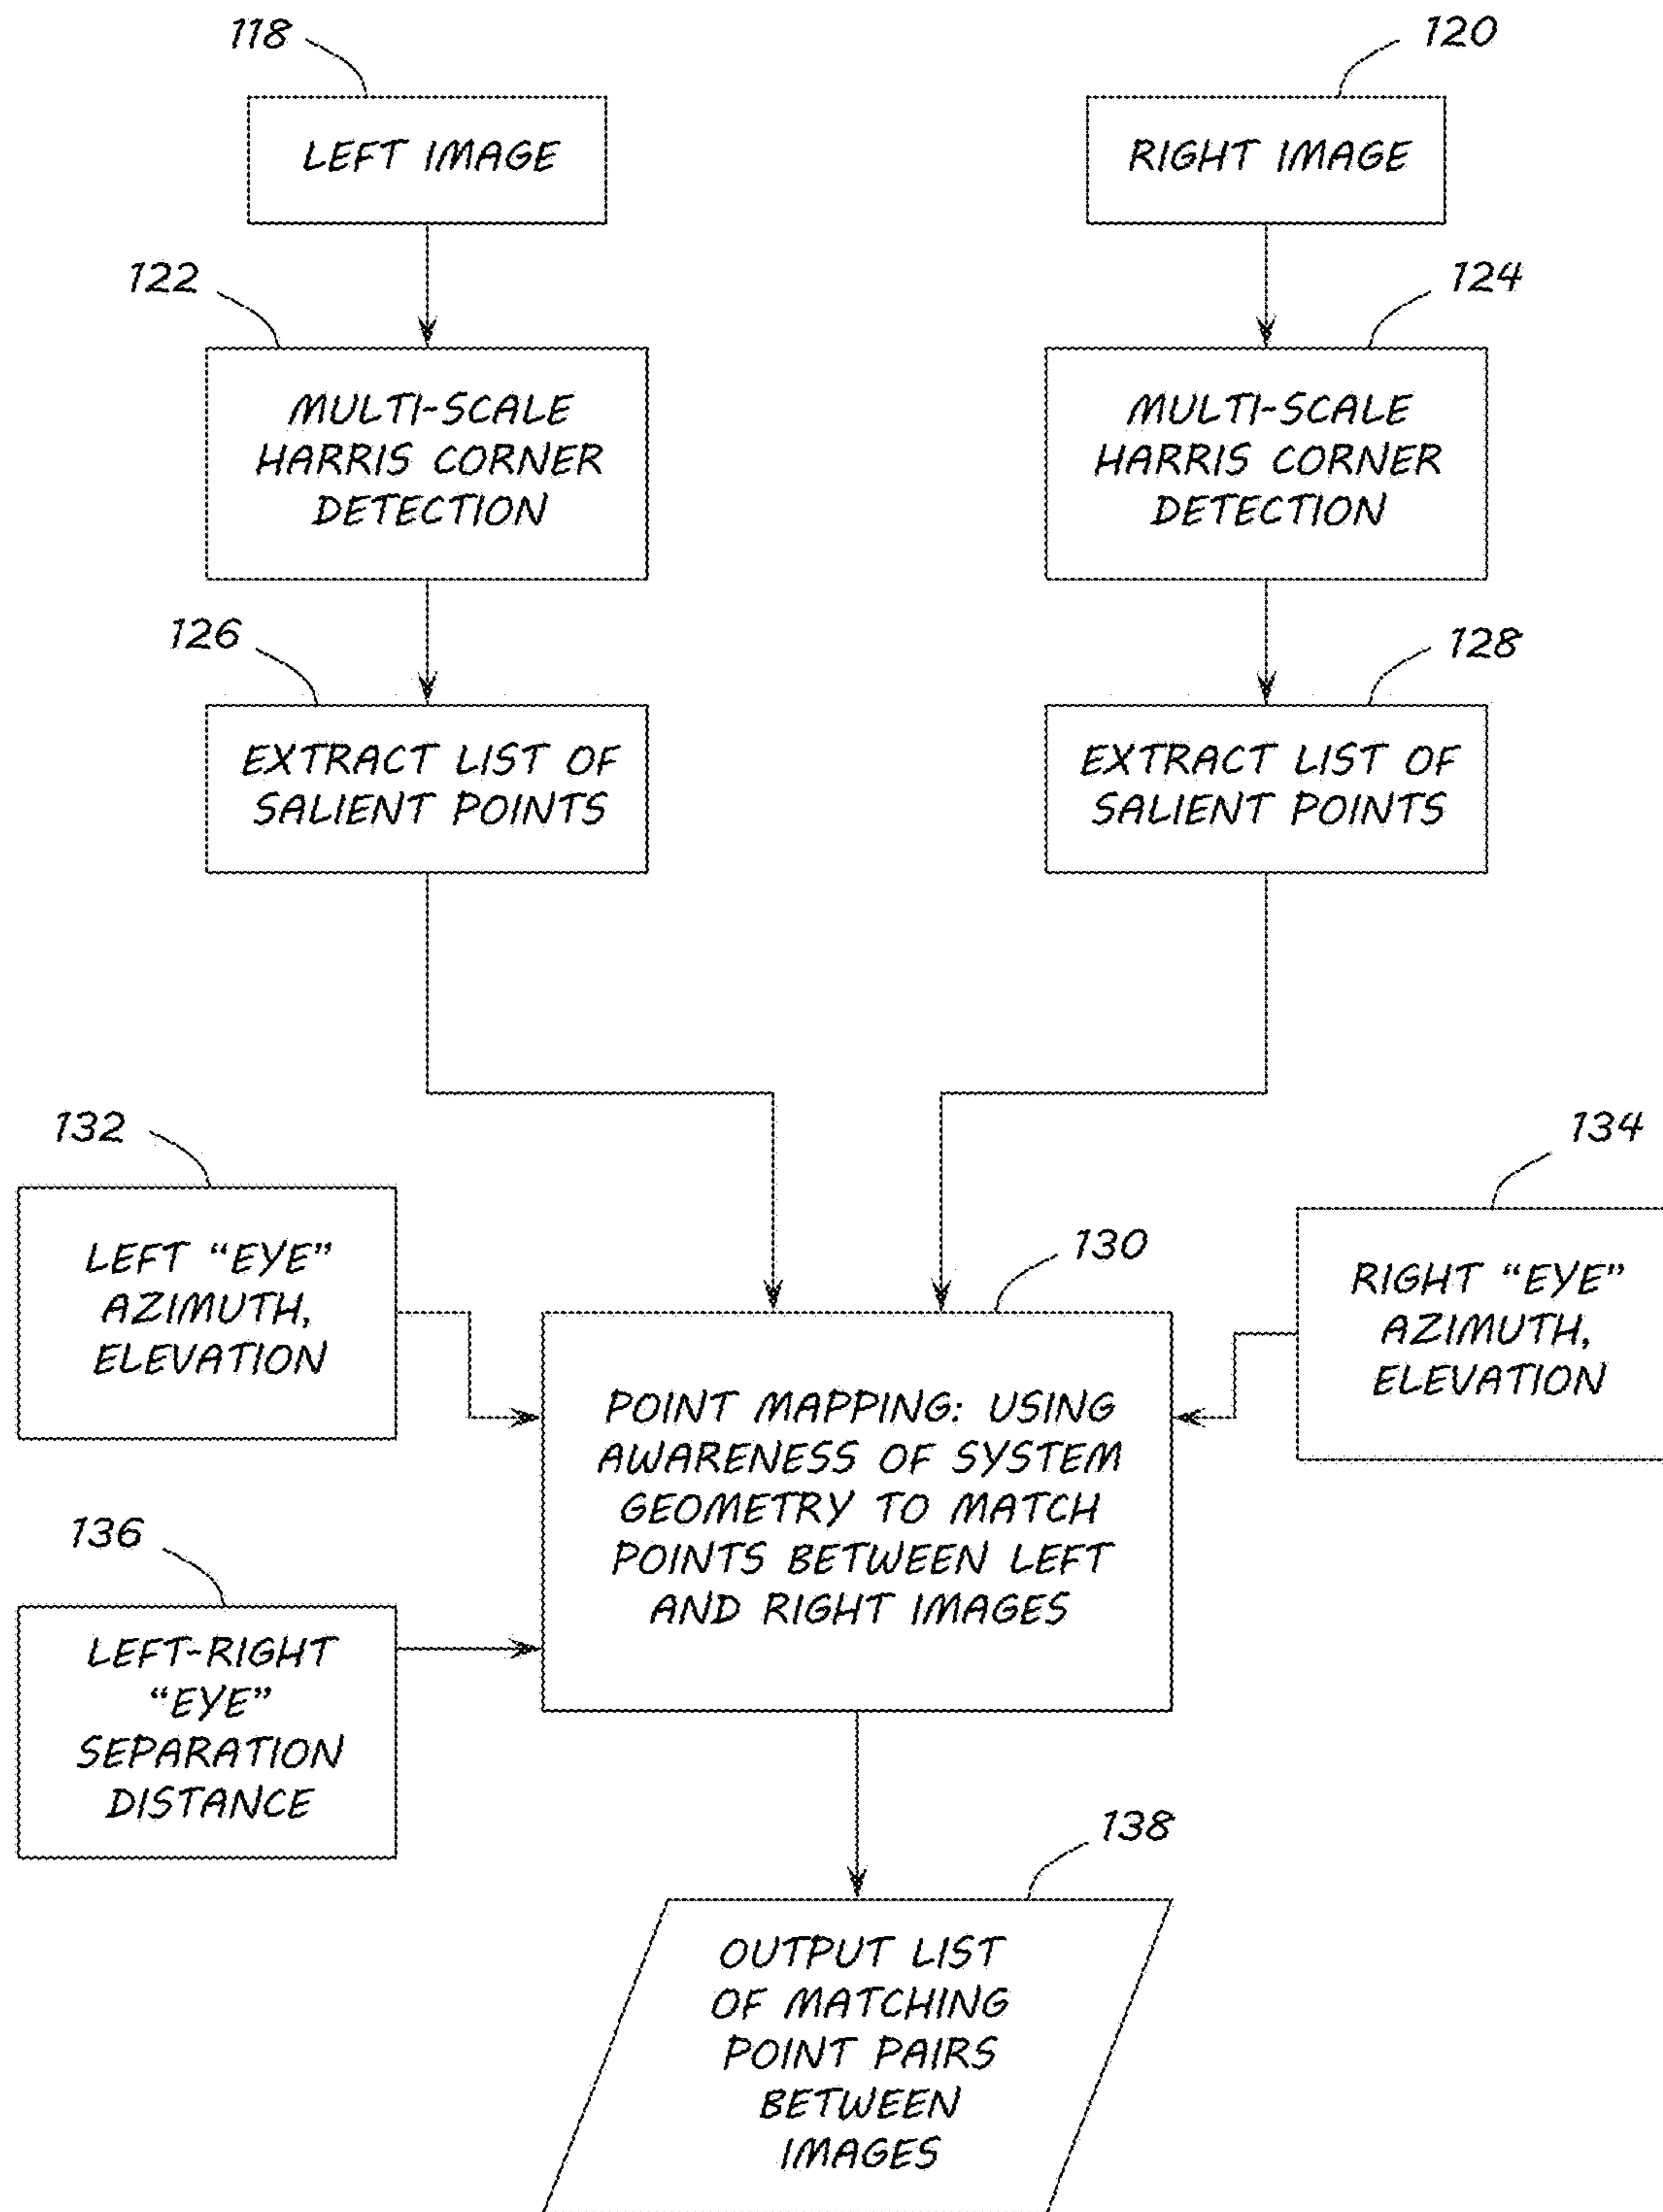 118
120
LEFT IMAGE
RIGHT IMAGE
122
124
MULTI-SCALE
HARRIS CORNER
DETECTION
MULTI-SCALE
HARRIS CORNER
DETECTION
126
128
EXTRACT LIST OF
SALIENT POINTS
EXTRACT LIST OF
SALIENT POINTS
132
134
LEFT “EYE”
AZIMUTH,
ELEVATION
130
RIGHT “EYE”
AZIMUTH,
ELEVATION
POINT MAPPING: USING
AWARENESS OF SYSTEM
GEOMETRY TO MATCH
POINTS BETWEEN LEFT
AND RIGHT IMAGES
136
LEFT-RIGHT
“EYE”
SEPARATION
DISTANCE
138
OUTPUT LIST
OF MATCHING
POINT PAIRS
BETWEEN
IMAGES